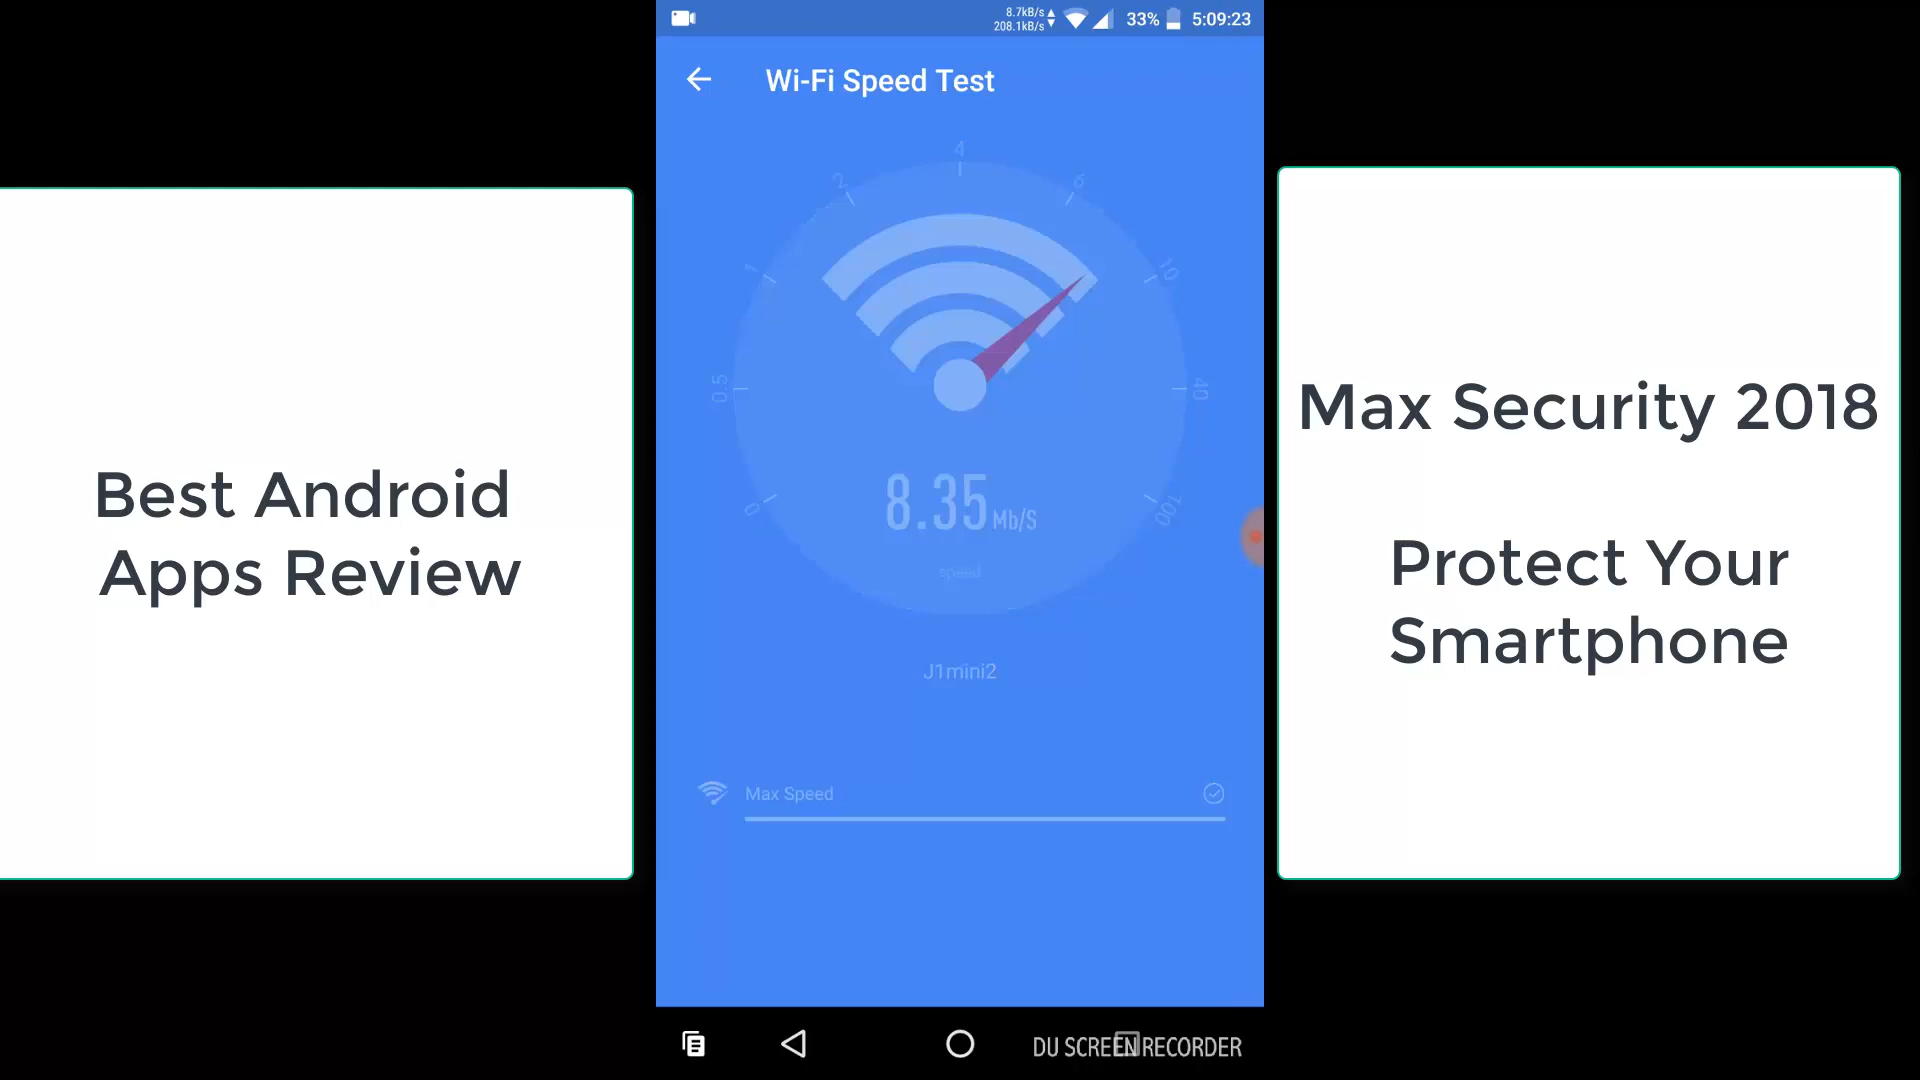 8.7kB/s
208.1kB/s
33%
5:09:23
Wi-Fi Speed Test
4
2
6
1
10
0.5
40
0
100
8.35 Mb/S
speed
J1mini2
Max Speed
Best Android
Apps Review
Max Security 2018
Protect Your
Smartphone
DU SCREEN RECORDER